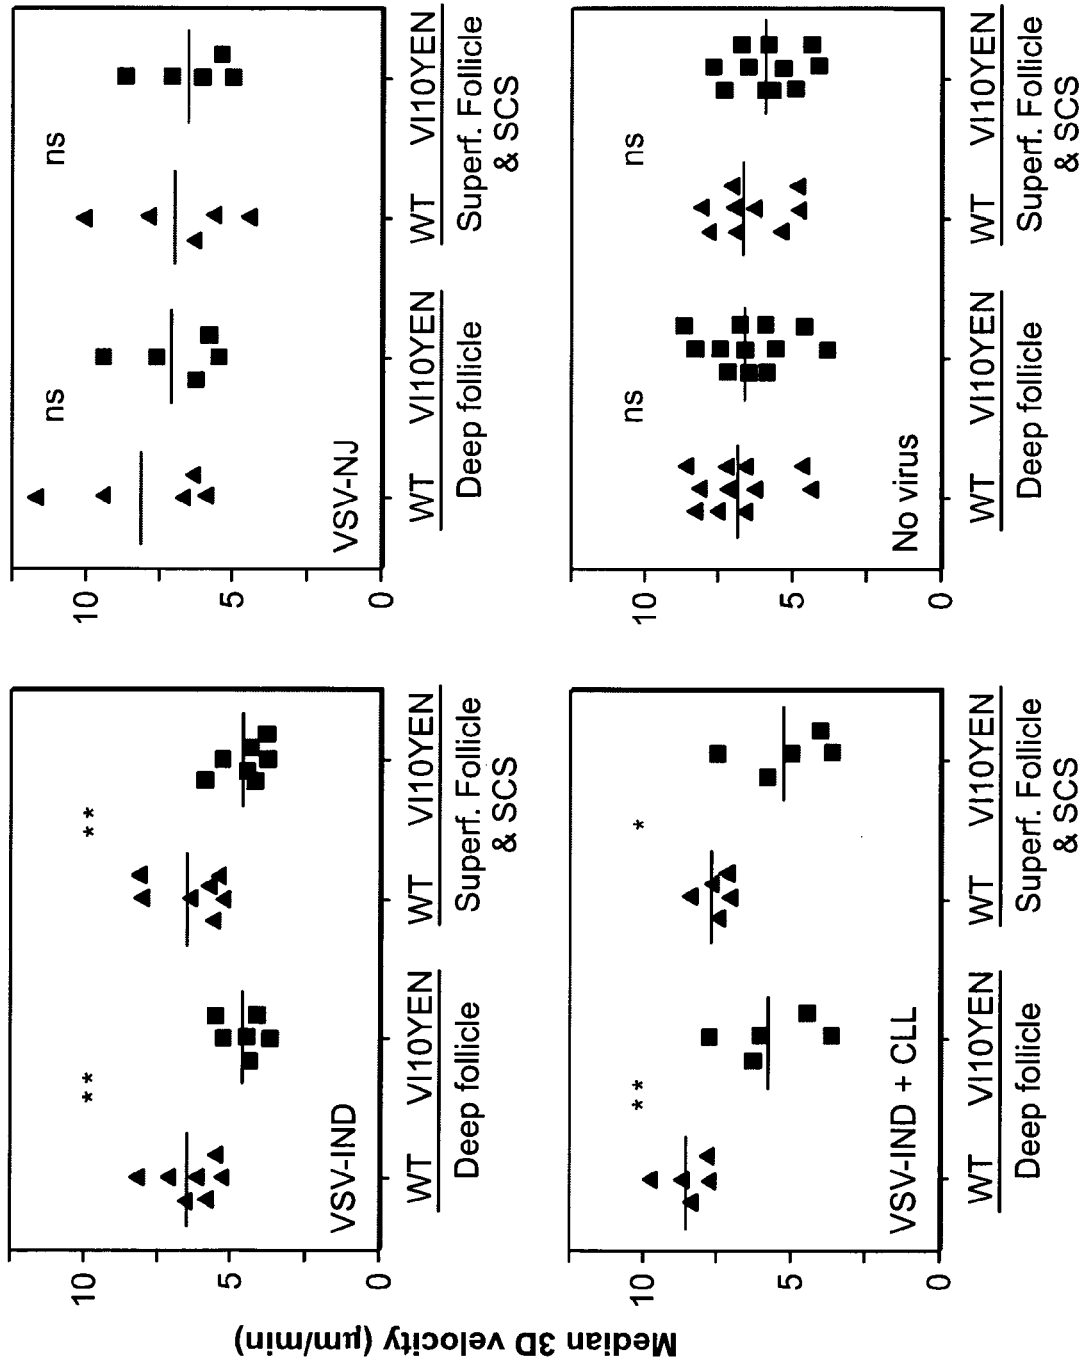 Median 3D velocity (µm/min)
10
5
0
VSV-IND
**
**
WT VI10YEN WT VI10YEN
Deep follicle Superf. Follicle
& SCS
10
5
0
VSV-NJ
ns
ns
WT VI10YEN WT VI10YEN
Deep follicle Superf. Follicle
& SCS
10
5
0
VSV-IND + CLL
**
*
WT VI10YEN WT VI10YEN
Deep follicle Superf. Follicle
& SCS
10
5
0
No virus
ns
ns
WT VI10YEN WT VI10YEN
Deep follicle Superf. Follicle
& SCS